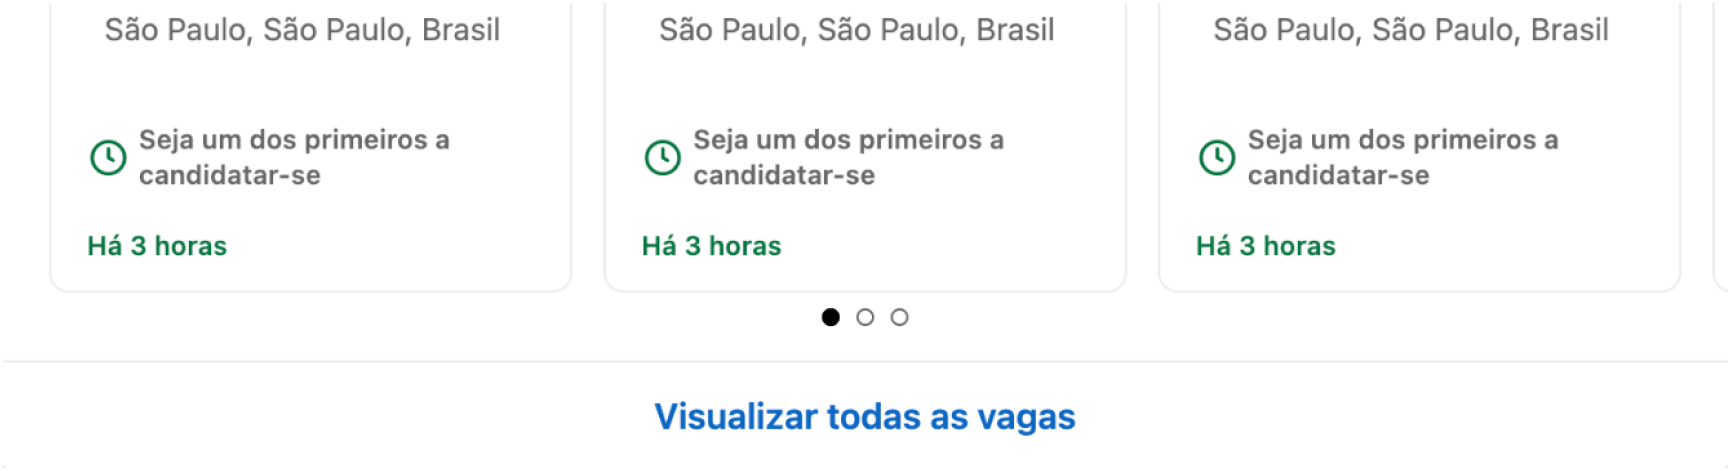 São Paulo, São Paulo, Brasil
Seja um dos primeiros a
candidatar-se
Há 3 horas
São Paulo, São Paulo, Brasil
Seja um dos primeiros a
candidatar-se
Há 3 horas
São Paulo, São Paulo, Brasil
Seja um dos primeiros a
candidatar-se
Há 3 horas
Visualizar todas as vagas